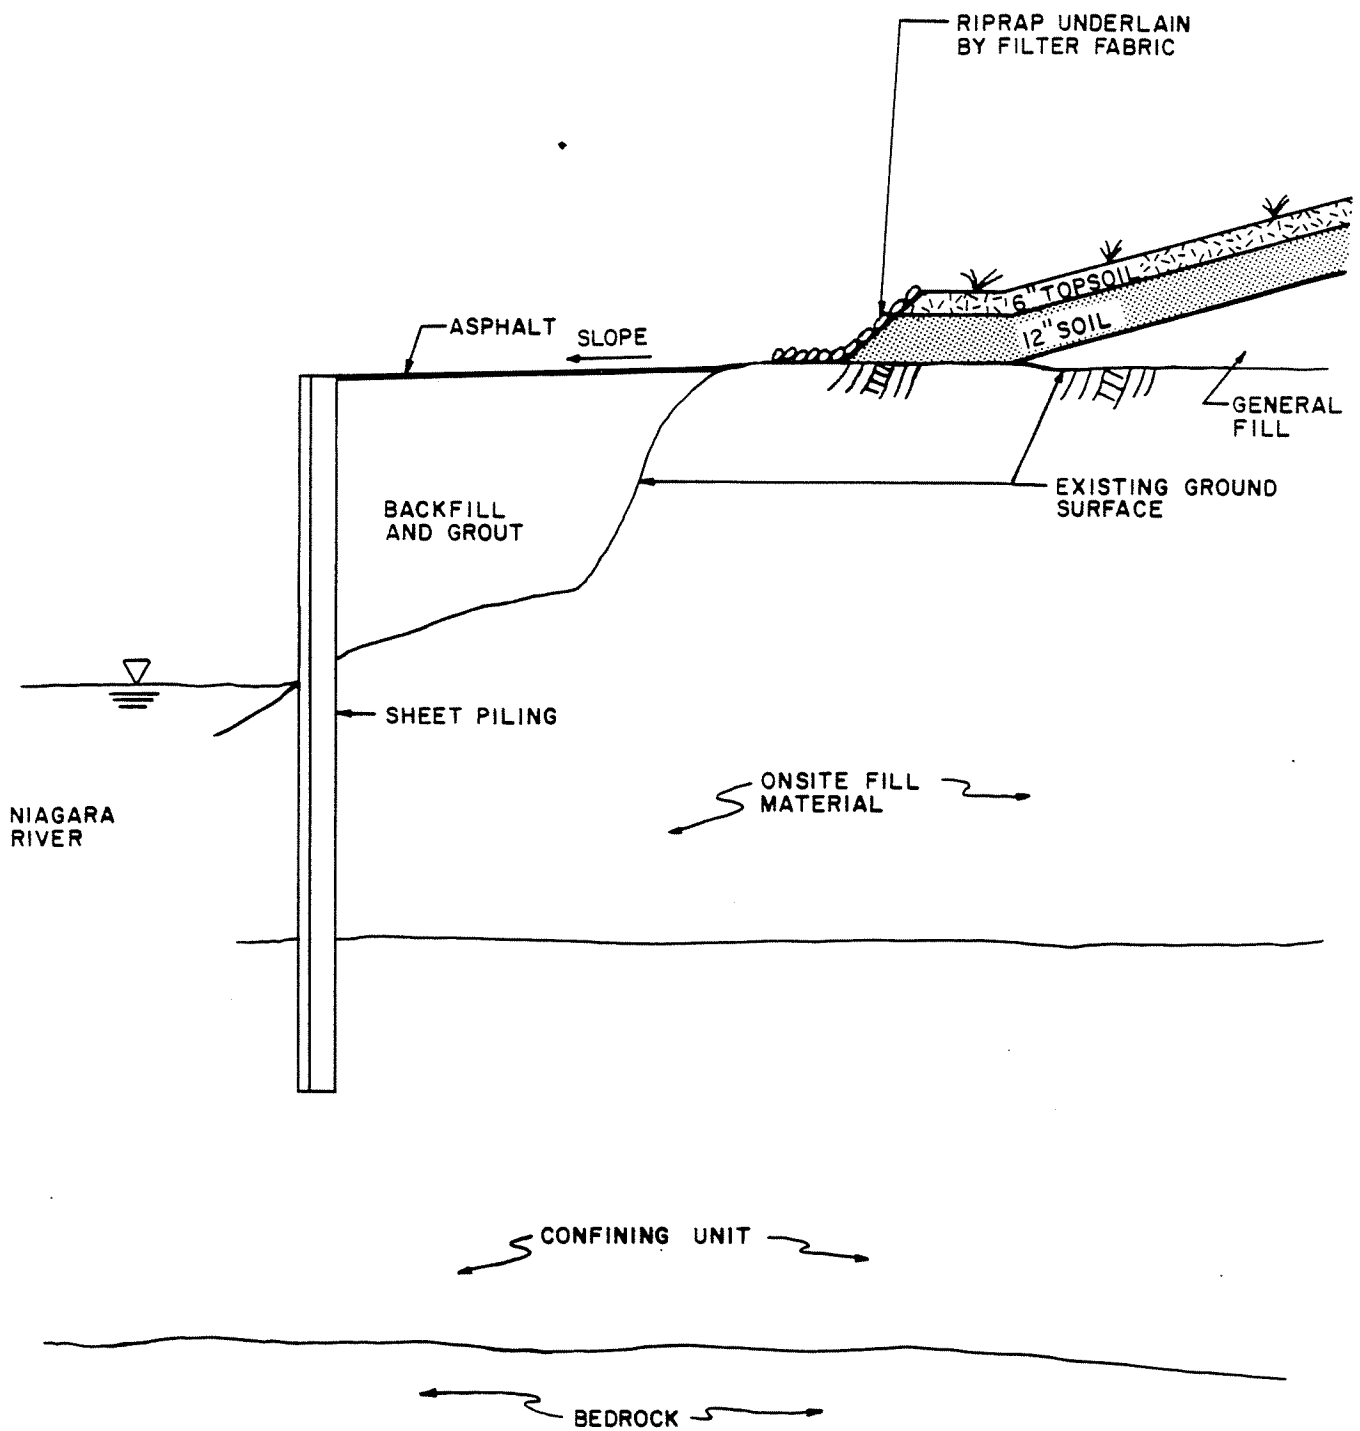 RIPRAP UNDERLAIN
BY FILTER FABRIC
ASPHALT
SLOPE
6" TOPSOIL
12" SOIL
GENERAL
FILL
EXISTING GROUND
SURFACE
BACKFILL
AND GROUT
SHEET PILING
ONSITE FILL
MATERIAL
NIAGARA
RIVER
CONFINING UNIT
BEDROCK